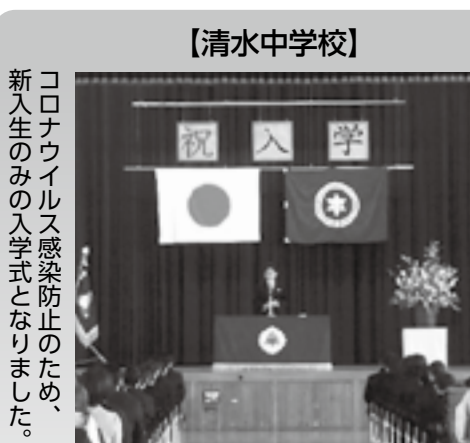 【清水中学校】
祝 入 学
コロナウイルス感染防止のため、
新入生のみの入学式となりました。